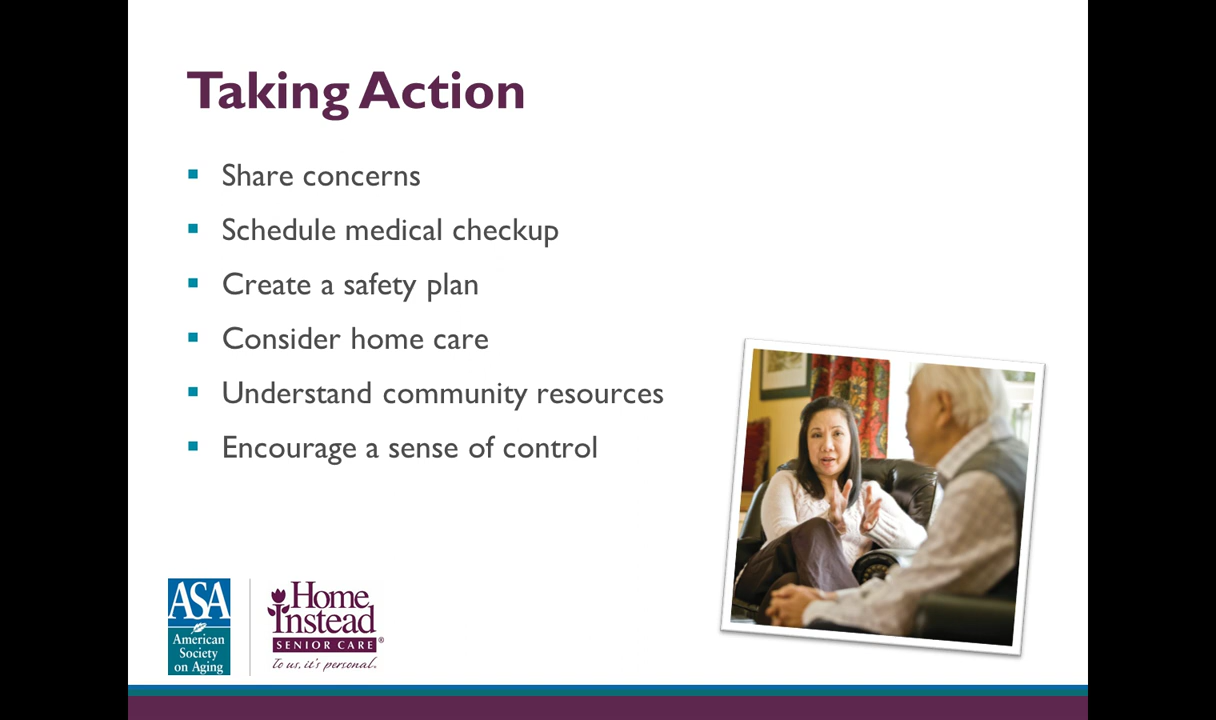 Taking Action
Share concerns
Schedule medical checkup
Create a safety plan
Consider home care
Understand community resources
Encourage a sense of control
ASA
American
Society
on Aging
Home
Instead
SENIOR CARE®
To us, it's personal.